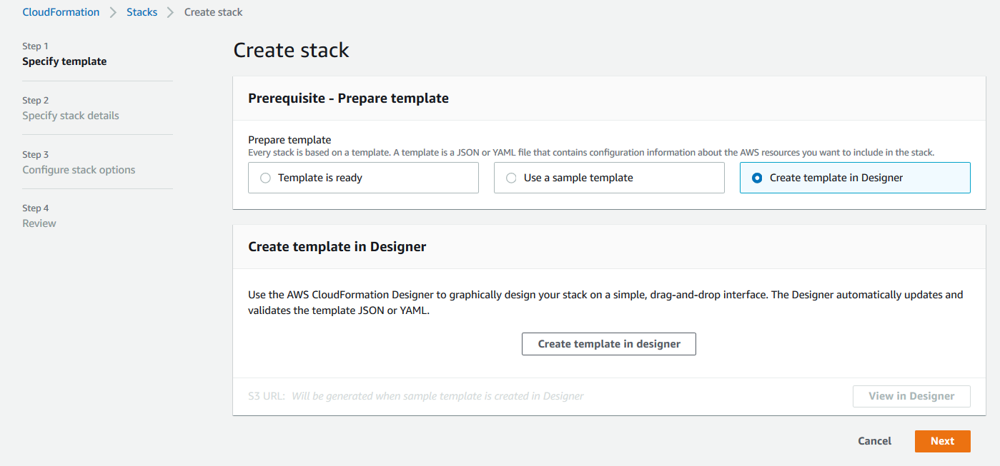 CloudFormation > Stacks > Create stack
Step 1
Specify template
Step 2
Specify stack details
Step 3
Configure stack options
Step 4
Review
Create stack
Prerequisite - Prepare template
Prepare template
Every stack is based on a template. A template is a JSON or YAML file that contains configuration information about the AWS resources you want to include in the stack.
Template is ready
Use a sample template
Create template in Designer
Create template in Designer
Use the AWS CloudFormation Designer to graphically design your stack on a simple, drag-and-drop interface. The Designer automatically updates and
validates the template JSON or YAML.
Create template in designer
S3 URL: Will be generated when sample template is created in Designer
View in Designer
Cancel
Next